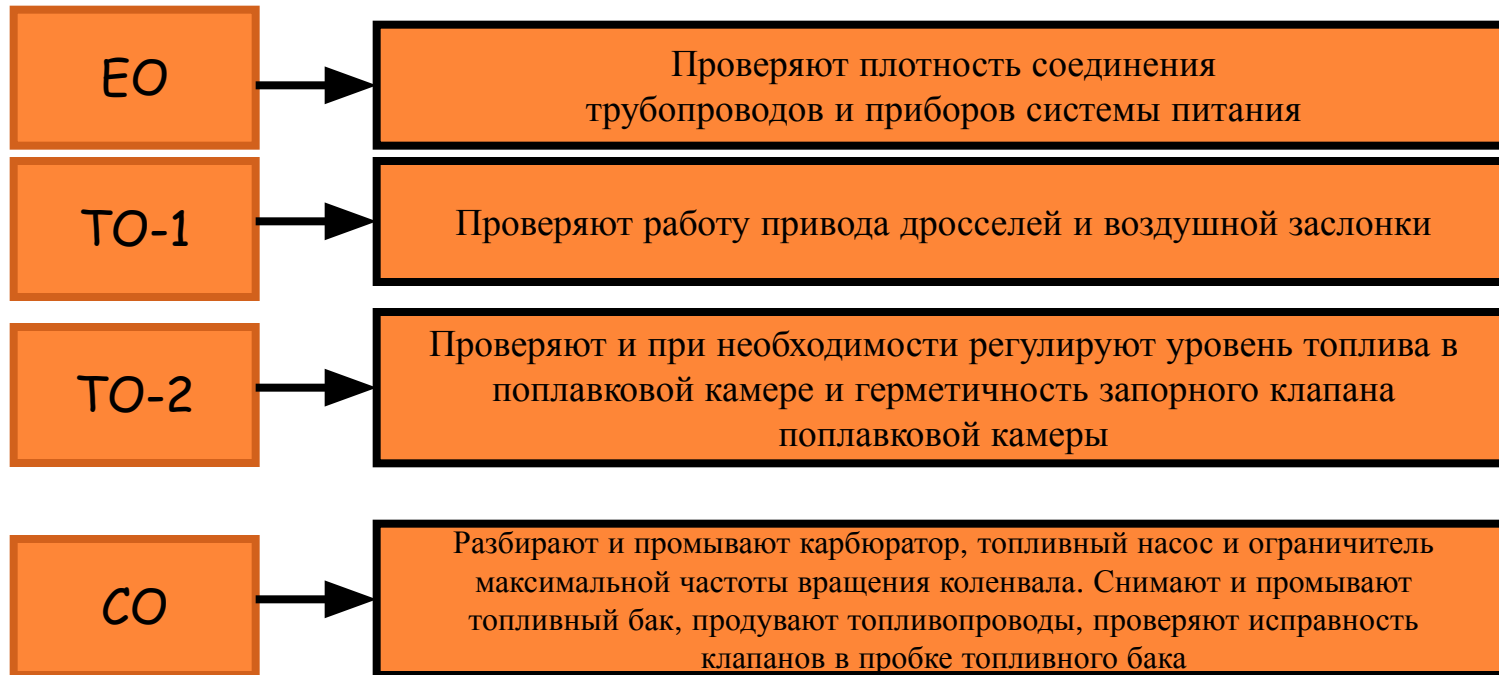 ЕО
Проверяют плотность соединения
трубопроводов и приборов системы питания
ТО-1
Проверяют работу привода дросселей и воздушной заслонки
ТО-2
Проверяют и при необходимости регулируют уровень топлива в
поплавковой камере и герметичность запорного клапана
поплавковой камеры
СО
Разбирают и промывают карбюратор, топливный насос и ограничитель
максимальной частоты вращения коленвала. Снимают и промывают
топливный бак, продувают топливопроводы, проверяют исправность
клапанов в пробке топливного бака